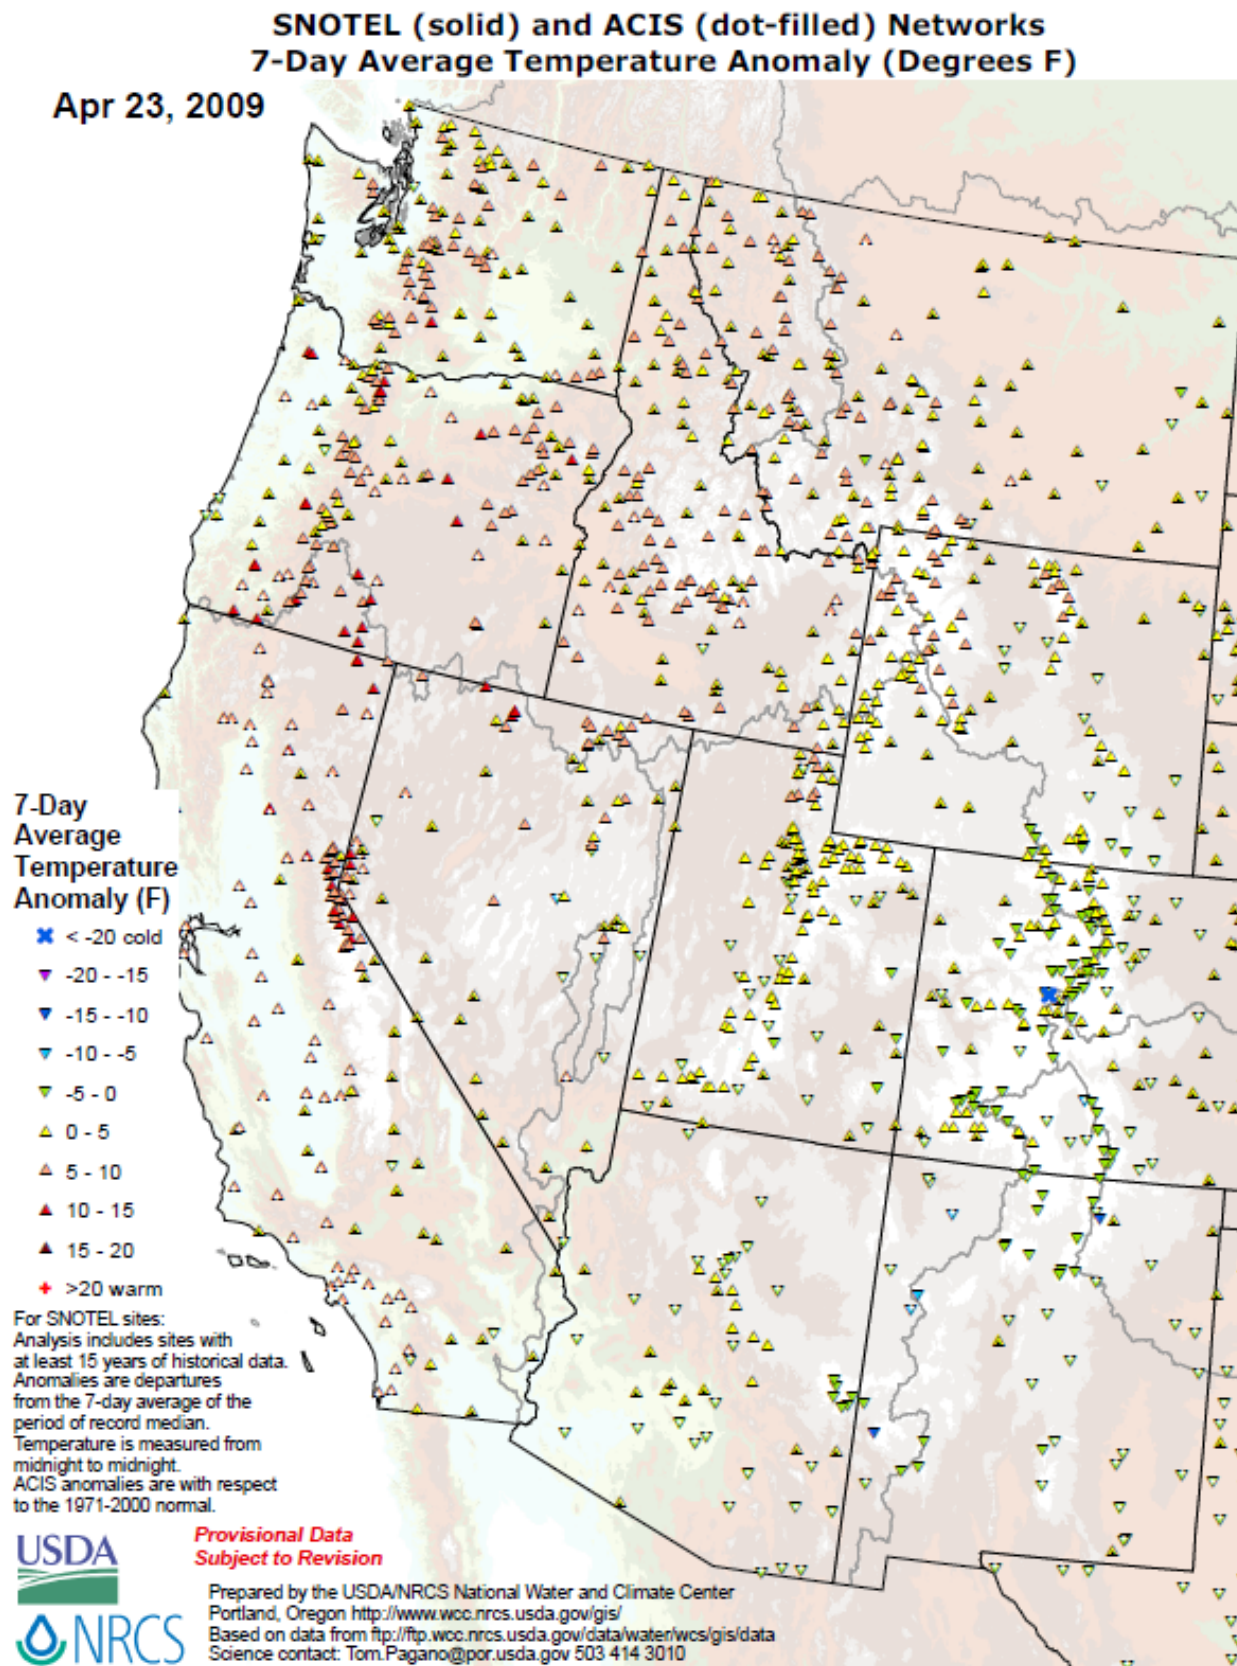 SNOTEL (solid) and ACIS (dot-filled) Networks
7-Day Average Temperature Anomaly (Degrees F)
Apr 23, 2009
7-Day
Average
Temperature
Anomaly (F)
< -20 cold
-20 - -15
-15 - -10
-10 - -5
-5 - 0
0 - 5
5 - 10
10 - 15
15 - 20
>20 warm
For SNOTEL sites:
Analysis includes sites with
at least 15 years of historical data.
Anomalies are departures
from the 7-day average of the
period of record median.
Temperature is measured from
midnight to midnight.
ACIS anomalies are with respect
to the 1971-2000 normal.
USDA
NRCS
Provisional Data
Subject to Revision
Prepared by the USDA/NRCS National Water and Climate Center
Portland, Oregon http://www.wcc.nrcs.usda.gov/gis/
Based on data from ftp://ftp.wcc.nrcs.usda.gov/data/water/wcs/gis/data
Science contact: Tom.Pagano@por.usda.gov 503 414 3010